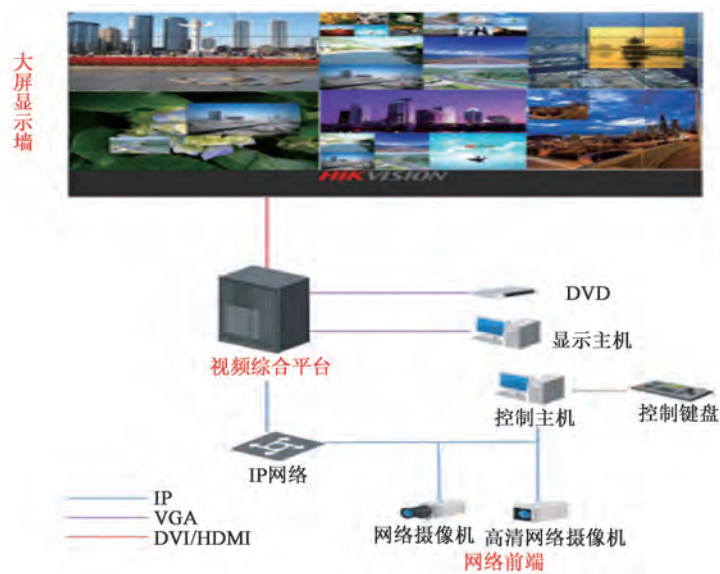 大屏显示墙
HIKVISION
DVD
显示主机
视频综合平台
控制主机
控制键盘
IP网络
IP
VGA
DVI/HDMI
网络摄像机
高清网络摄像机
网络前端